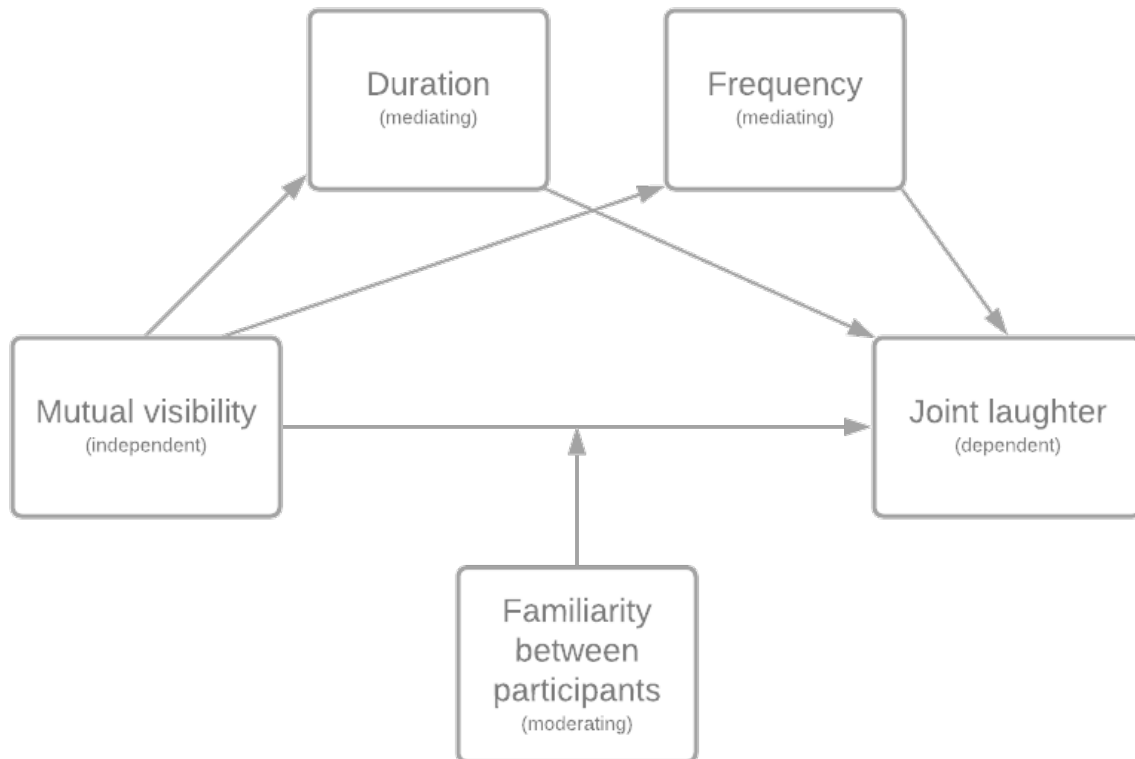 Duration
(mediating)
Frequency
(mediating)
Mutual visibility
(independent)
Joint laughter
(dependent)
Familiarity
between
participants
(moderating)